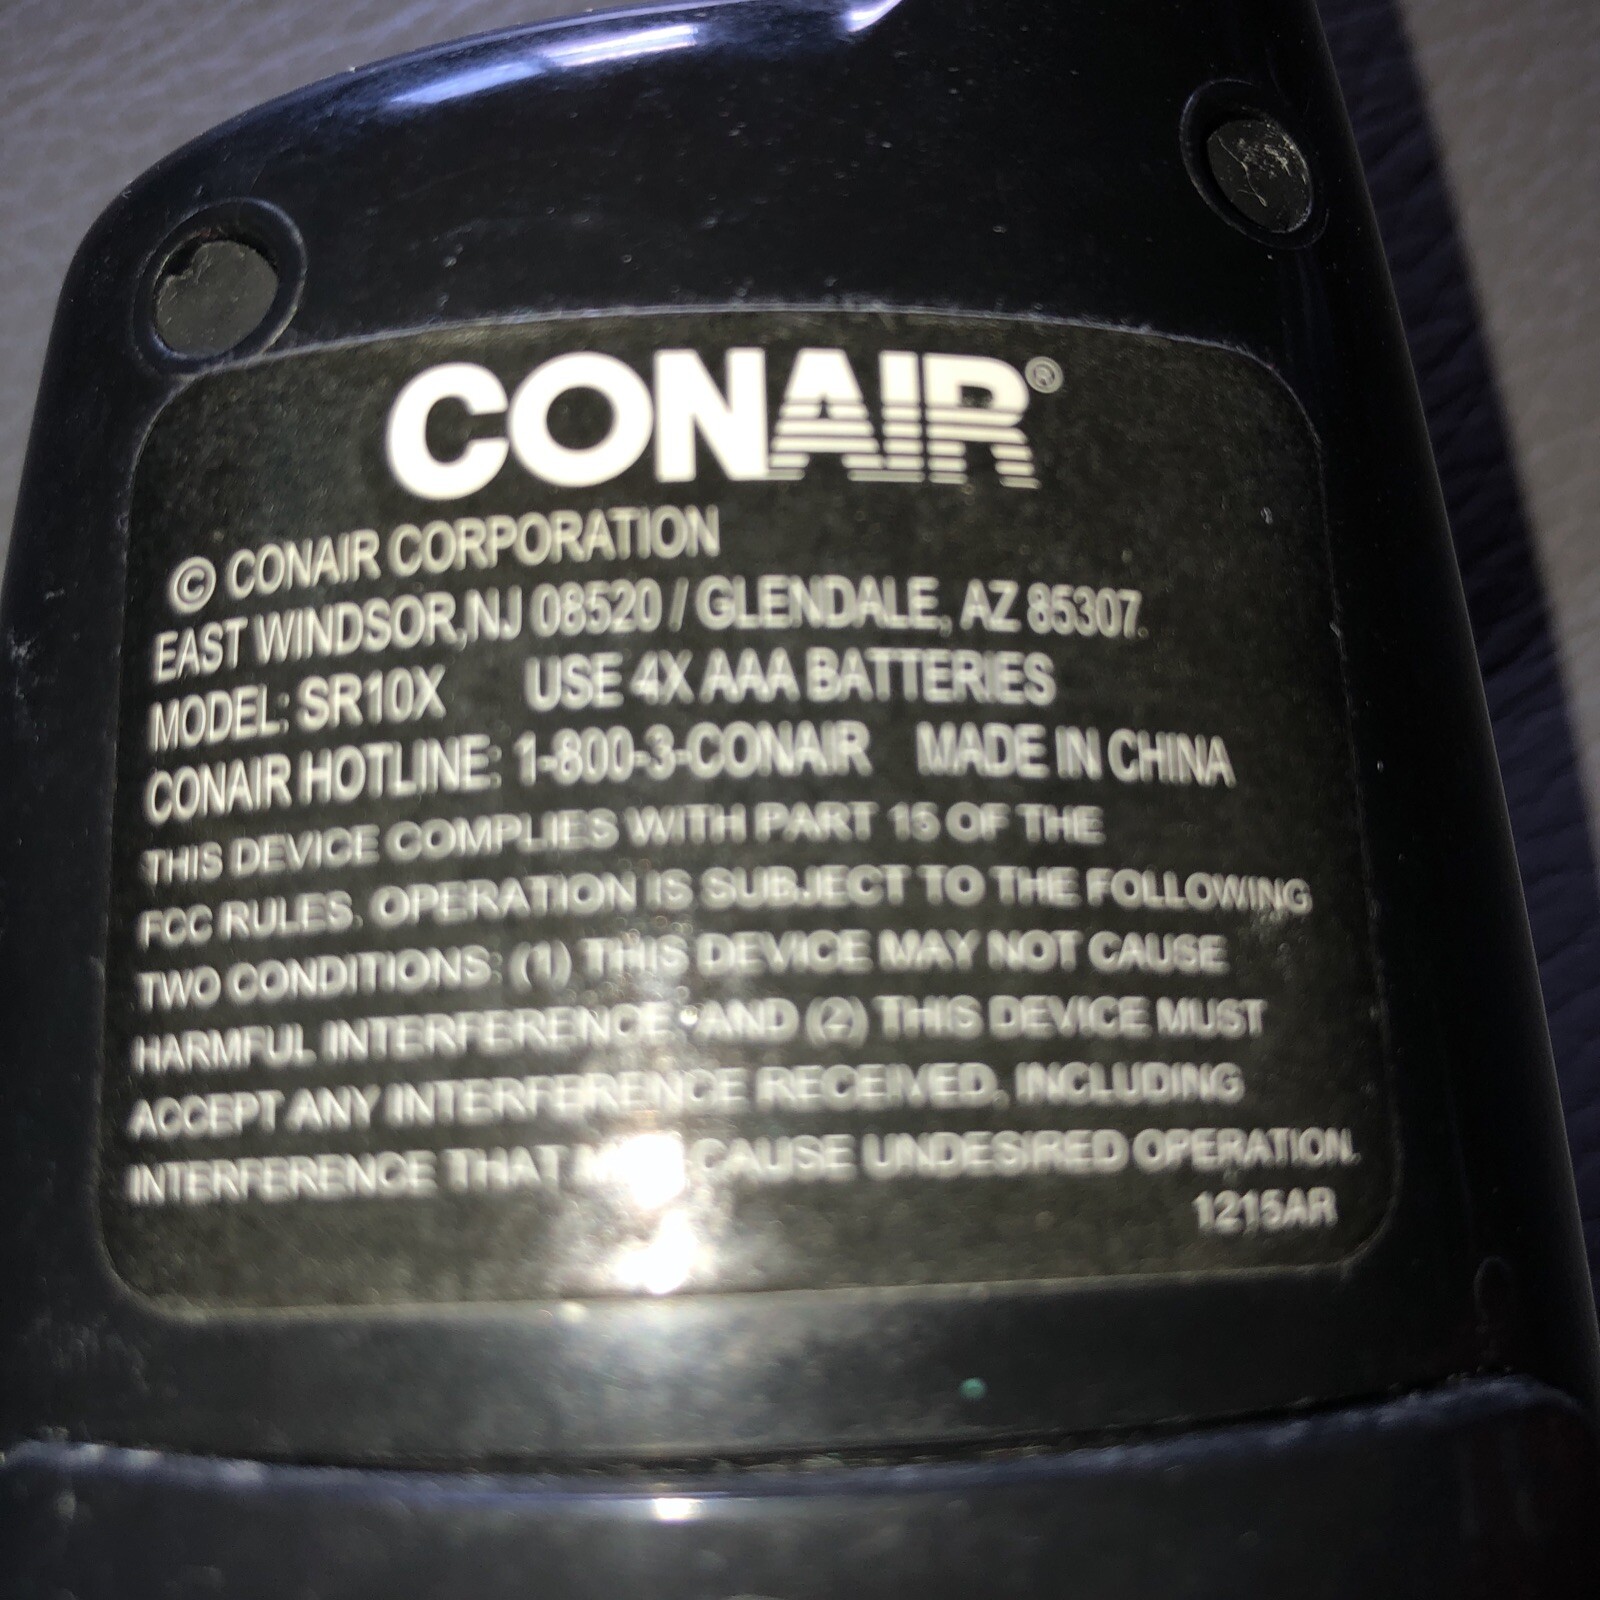 CONAIR®
© CONAIR CORPORATION
EAST WINDSOR,NJ 08520 / GLENDALE, AZ 85307
MODEL: SR10X USE 4X AAA BATTERIES
CONAIR HOTLINE: 1-800-3-CONAIR MADE IN CHINA
THIS DEVICE COMPLIES WITH PART 15 OF THE
FCC RULES. OPERATION IS SUBJECT TO THE FOLLOWING
TWO CONDITIONS: (1) THIS DEVICE MAY NOT CAUSE
HARMFUL INTERFERENCE AND (2) THIS DEVICE MUST
ACCEPT ANY INTERFERENCE RECEIVED, INCLUDING
INTERFERENCE THAT CAUSE UNDESIRED OPERATION.
1215AR